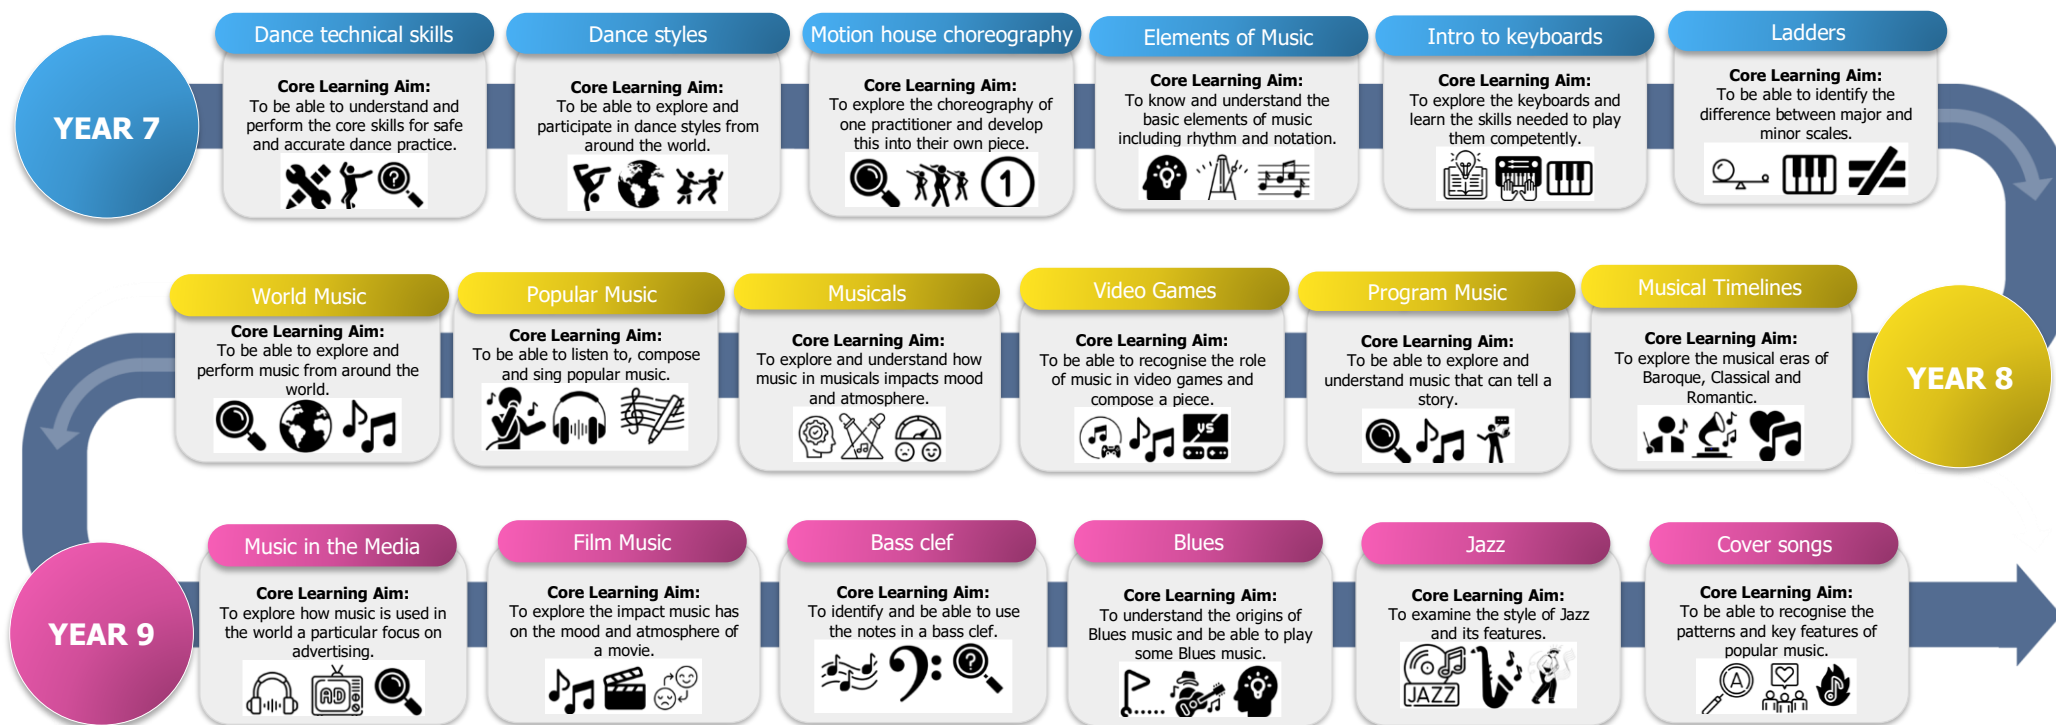 YEAR 7
Dance technical skills
Core Learning Aim:
To be able to understand and
perform the core skills for safe
and accurate dance practice.
Dance styles
Core Learning Aim:
To be able to explore and
participate in dance styles from
around the world.
Motion house choreography
Core Learning Aim:
To explore the choreography of
one practitioner and develop
this into their own piece.
1
Elements of Music
Core Learning Aim:
To know and understand the
basic elements of music
including rhythm and notation.
Intro to keyboards
Core Learning Aim:
To explore the keyboards and
learn the skills needed to play
them competently.
Ladders
Core Learning Aim:
To be able to identify the
difference between major and
minor scales.
YEAR 8
Musical Timelines
Core Learning Aim:
To explore the musical eras of
Baroque, Classical and
Romantic.
Program Music
Core Learning Aim:
To be able to explore and
understand music that can tell a
story.
Video Games
Core Learning Aim:
To be able to recognise the role
of music in video games and
compose a piece.
VS
Musicals
Core Learning Aim:
To explore and understand how
music in musicals impacts mood
and atmosphere.
Popular Music
Core Learning Aim:
To be able to listen to, compose
and sing popular music.
World Music
Core Learning Aim:
To be able to explore and
perform music from around the
world.
YEAR 9
Music in the Media
Core Learning Aim:
To explore how music is used in
the world a particular focus on
advertising.
AD
Film Music
Core Learning Aim:
To explore the impact music has
on the mood and atmosphere of
a movie.
Bass clef
Core Learning Aim:
To identify and be able to use
the notes in a bass clef.
Blues
Core Learning Aim:
To understand the origins of
Blues music and be able to play
some Blues music.
Jazz
Core Learning Aim:
To examine the style of Jazz
and its features.
JAZZ
Cover songs
Core Learning Aim:
To be able to recognise the
patterns and key features of
popular music.
A